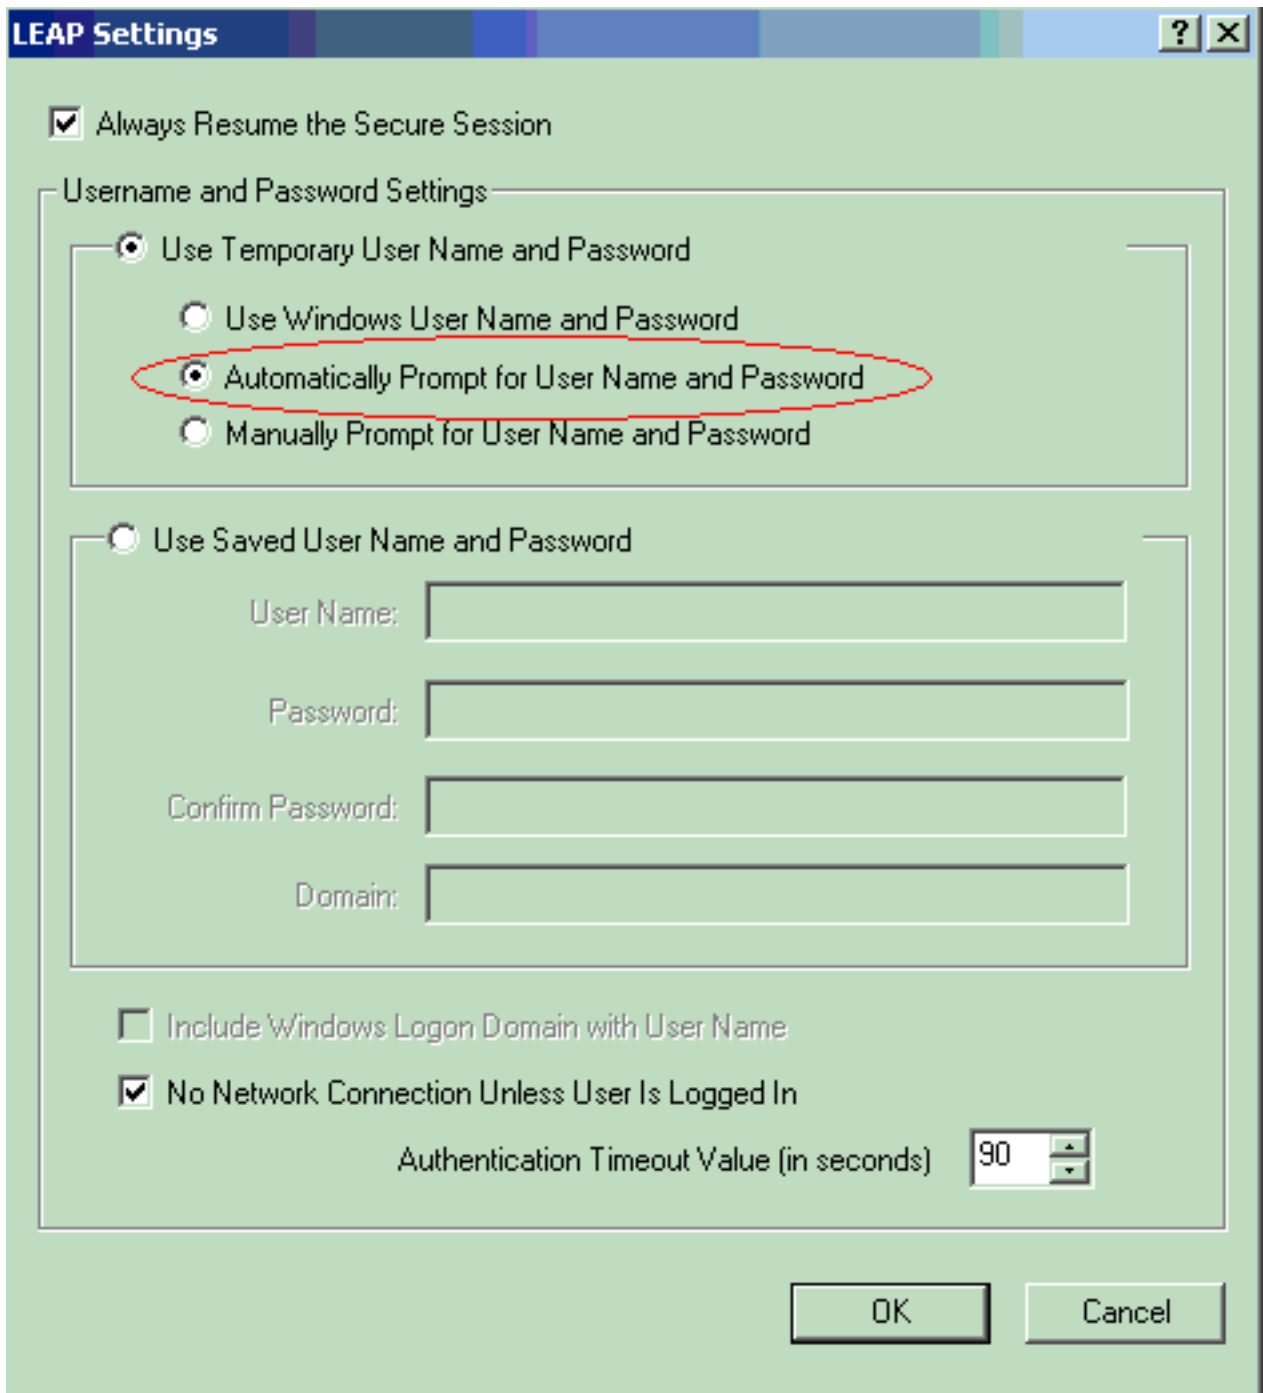 LEAP Settings
Always Resume the Secure Session
Username and Password Settings
Use Temporary User Name and Password
Use Windows User Name and Password
Automatically Prompt for User Name and Password
Manually Prompt for User Name and Password
Use Saved User Name and Password
User Name:
Password:
Confirm Password:
Domain:
Include Windows Logon Domain with User Name
No Network Connection Unless User Is Logged In
Authentication Timeout Value (in seconds) 90
OK Cancel